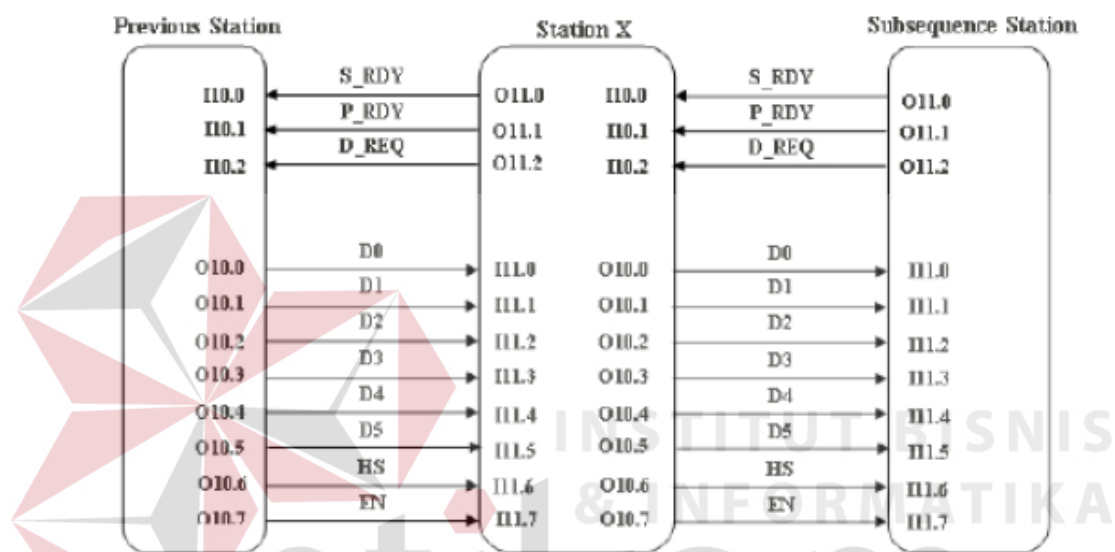 Previous Station Station X Subsequence Station
S_RDY S_RDY
I10.0 O11.0 I10.0 O11.0
P_RDY P_RDY
I10.1 O11.1 I10.1 O11.1
D_REQ D_REQ
I10.2 O11.2 I10.2 O11.2
D0 D0
O10.0 I11.0 O10.0 I11.0
D1 D1
O10.1 I11.1 O10.1 I11.1
D2 D2
O10.2 I11.2 O10.2 I11.2
D3 D3
O10.3 I11.3 O10.3 I11.3
D4 D4
O10.4 I11.4 O10.4 I11.4
D5 D5
O10.5 I11.5 O10.5 I11.5
HS HS
O10.6 I11.6 O10.6 I11.6
EN EN
O10.7 I11.7 O10.7 I11.7
INSTITUT BISNIS
& INFORMATIKA